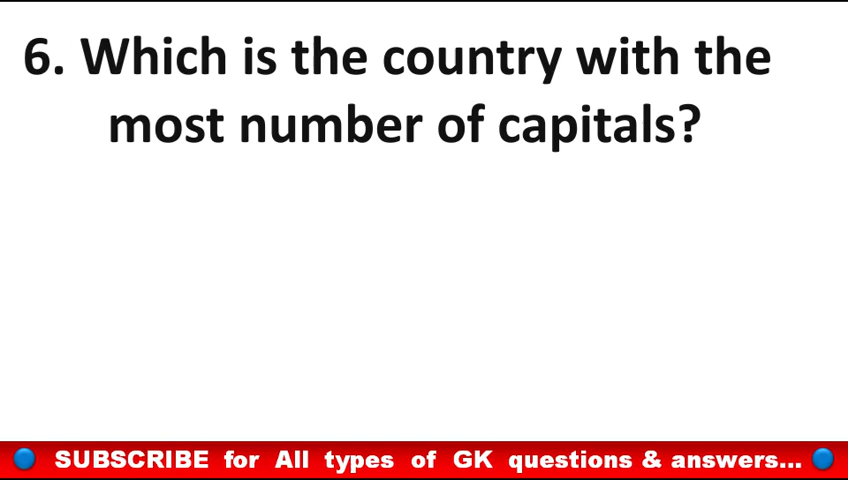 6. Which is the country with the
most number of capitals?
SUBSCRIBE for All types of GK questions & answers...